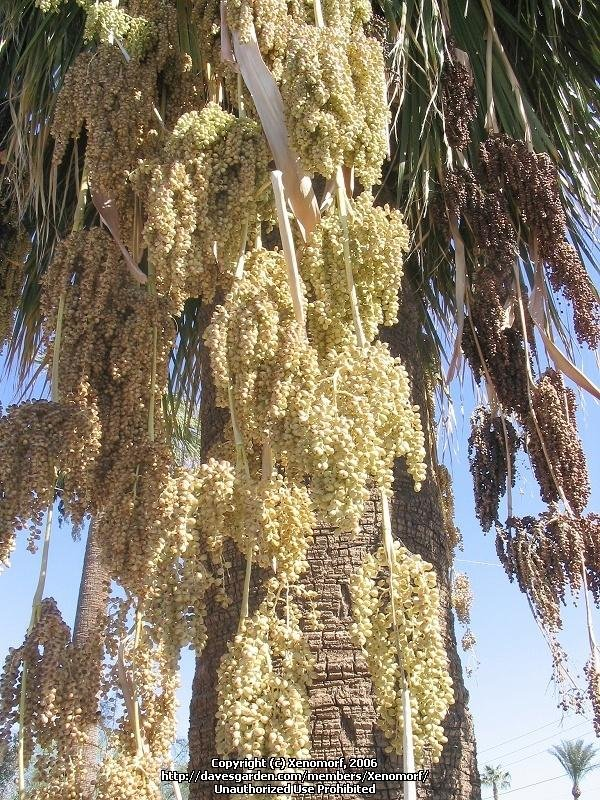 Copyright (c) Xenomorf, 2006
http://davesgarden.com/members/Xenomorf/
Unauthorized Use Prohibited